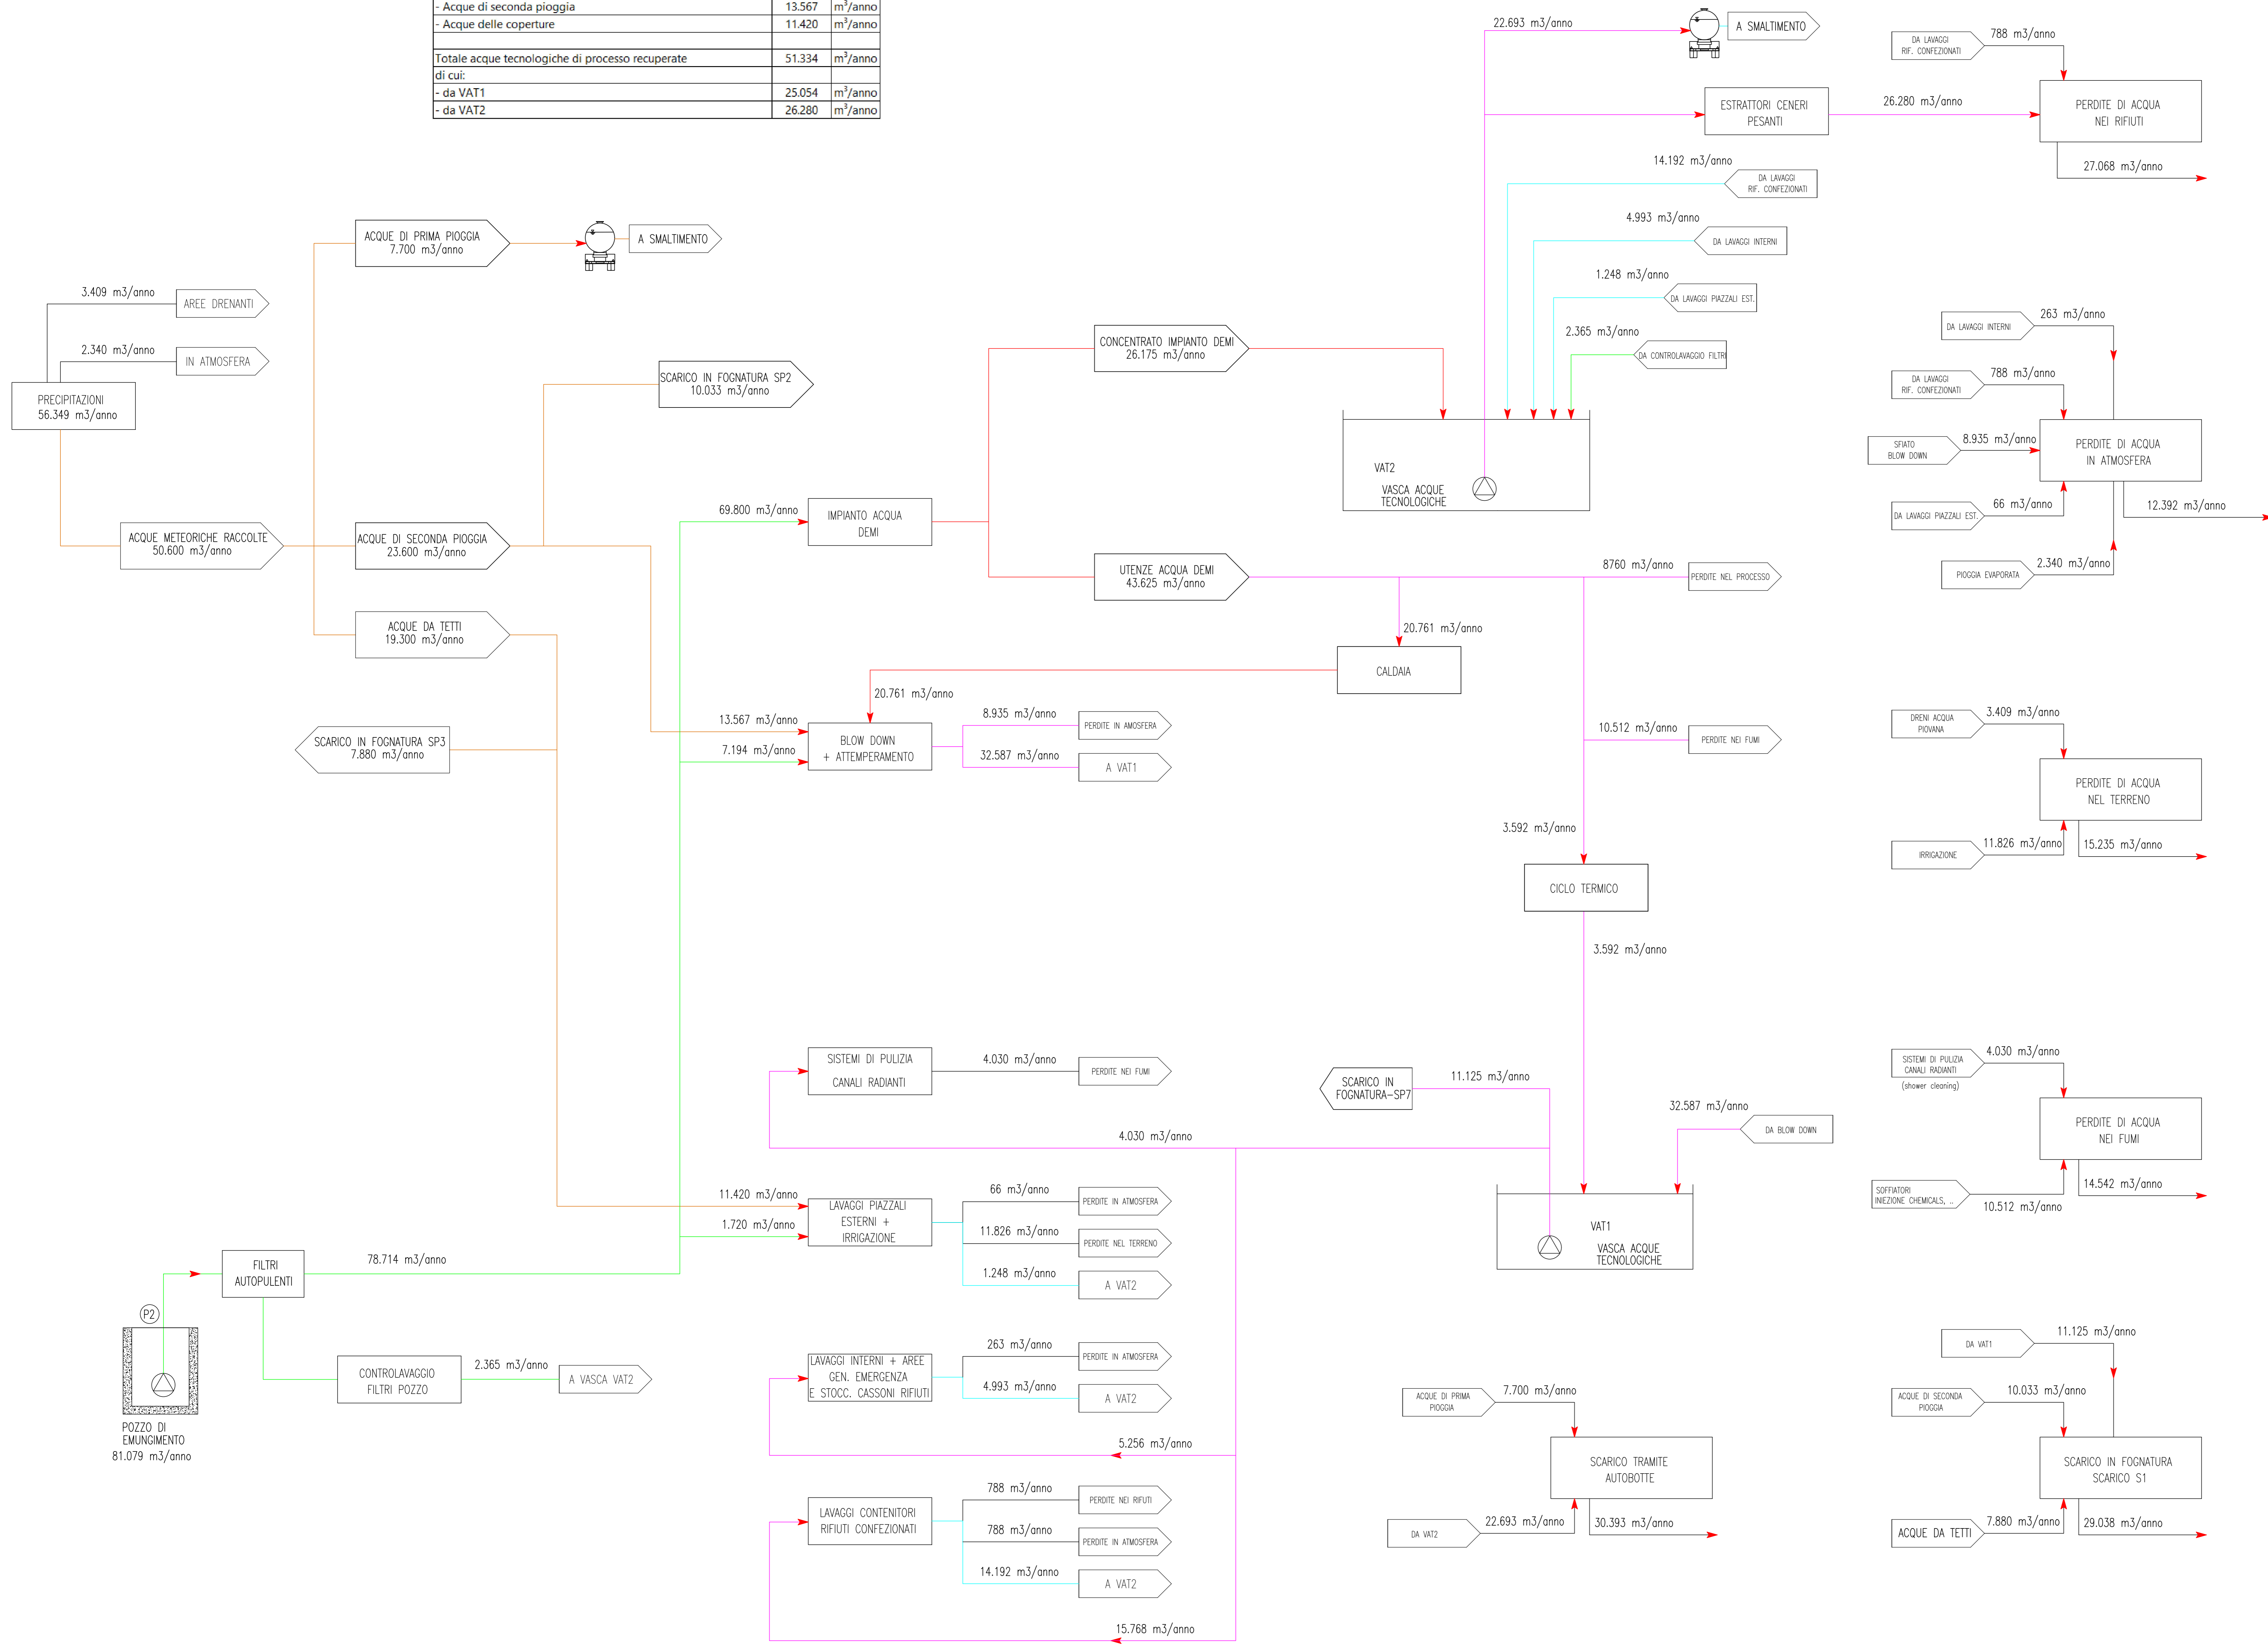 - Acque di seconda pioggia 13.567 m³/anno
- Acque delle coperture 11.420 m³/anno
Totale acque tecnologiche di processo recuperate 51.334 m³/anno
di cui:
- da VAT1 25.054 m³/anno
- da VAT2 26.280 m³/anno
22.693 m3/anno
A SMALTIMENTO
DA LAVAGGI
RIF. CONFEZIONATI
788 m3/anno
ESTRATTORI CENERI
PESANTI
26.280 m3/anno
PERDITE DI ACQUA
NEI RIFIUTI
27.068 m3/anno
14.192 m3/anno
DA LAVAGGI
RIF. CONFEZIONATI
4.993 m3/anno
DA LAVAGGI INTERNI
1.248 m3/anno
DA LAVAGGI PIAZZALI EST.
2.365 m3/anno
DA CONTROLAVAGGIO FILTRI
ACQUE DI PRIMA PIOGGIA
7.700 m3/anno
A SMALTIMENTO
3.409 m3/anno
AREE DRENANTI
2.340 m3/anno
IN ATMOSFERA
PRECIPITAZIONI
56.349 m3/anno
SCARICO IN FOGNATURA SP2
10.033 m3/anno
CONCENTRATO IMPIANTO DEMI
26.175 m3/anno
VAT2
VASCA ACQUE
TECNOLOGICHE
DA LAVAGGI INTERNI
263 m3/anno
DA LAVAGGI
RIF. CONFEZIONATI
788 m3/anno
SFIATO
BLOW DOWN
8.935 m3/anno
PERDITE DI ACQUA
IN ATMOSFERA
DA LAVAGGI PIAZZALI EST.
66 m3/anno
12.392 m3/anno
PIOGGIA EVAPORATA
2.340 m3/anno
ACQUE METEORICHE RACCOLTE
50.600 m3/anno
ACQUE DI SECONDA PIOGGIA
23.600 m3/anno
69.800 m3/anno
IMPIANTO ACQUA
DEMI
UTENZE ACQUA DEMI
43.625 m3/anno
8760 m3/anno
PERDITE NEL PROCESSO
ACQUE DA TETTI
19.300 m3/anno
20.761 m3/anno
CALDAIA
20.761 m3/anno
SCARICO IN FOGNATURA SP3
7.880 m3/anno
13.567 m3/anno
7.194 m3/anno
BLOW DOWN
+ ATTEMPERAMENTO
8.935 m3/anno
PERDITE IN AMOSFERA
32.587 m3/anno
A VAT1
10.512 m3/anno
PERDITE NEI FUMI
DRENI ACQUA
PIOVANA
3.409 m3/anno
PERDITE DI ACQUA
NEL TERRENO
IRRIGAZIONE
11.826 m3/anno
15.235 m3/anno
3.592 m3/anno
CICLO TERMICO
3.592 m3/anno
SISTEMI DI PULIZIA
CANALI RADIANTI
4.030 m3/anno
PERDITE NEI FUMI
SCARICO IN
FOGNATURA-SP7
11.125 m3/anno
4.030 m3/anno
32.587 m3/anno
DA BLOW DOWN
SISTEMI DI PULIZIA
CANALI RADIANTI
(shower cleaning)
4.030 m3/anno
PERDITE DI ACQUA
NEI FUMI
SOFFIATORI
INIEZIONE CHEMICALS, ..
10.512 m3/anno
14.542 m3/anno
11.420 m3/anno
1.720 m3/anno
LAVAGGI PIAZZALI
ESTERNI +
IRRIGAZIONE
66 m3/anno
PERDITE IN ATMOSFERA
11.826 m3/anno
PERDITE NEL TERRENO
1.248 m3/anno
A VAT2
VAT1
VASCA ACQUE
TECNOLOGICHE
FILTRI
AUTOPULENTI
78.714 m3/anno
P2
POZZO DI
EMUNGIMENTO
81.079 m3/anno
CONTROLAVAGGIO
FILTRI POZZO
2.365 m3/anno
A VASCA VAT2
LAVAGGI INTERNI + AREE
GEN. EMERGENZA
E STOCC. CASSONI RIFIUTI
263 m3/anno
PERDITE IN ATMOSFERA
4.993 m3/anno
A VAT2
5.256 m3/anno
LAVAGGI CONTENITORI
RIFIUTI CONFEZIONATI
788 m3/anno
PERDITE NEI RIFUTI
788 m3/anno
PERDITE IN ATMOSFERA
14.192 m3/anno
A VAT2
15.768 m3/anno
ACQUE DI PRIMA
PIOGGIA
7.700 m3/anno
SCARICO TRAMITE
AUTOBOTTE
DA VAT2
22.693 m3/anno
30.393 m3/anno
DA VAT1
11.125 m3/anno
ACQUE DI SECONDA
PIOGGIA
10.033 m3/anno
SCARICO IN FOGNATURA
SCARICO S1
ACQUE DA TETTI
7.880 m3/anno
29.038 m3/anno